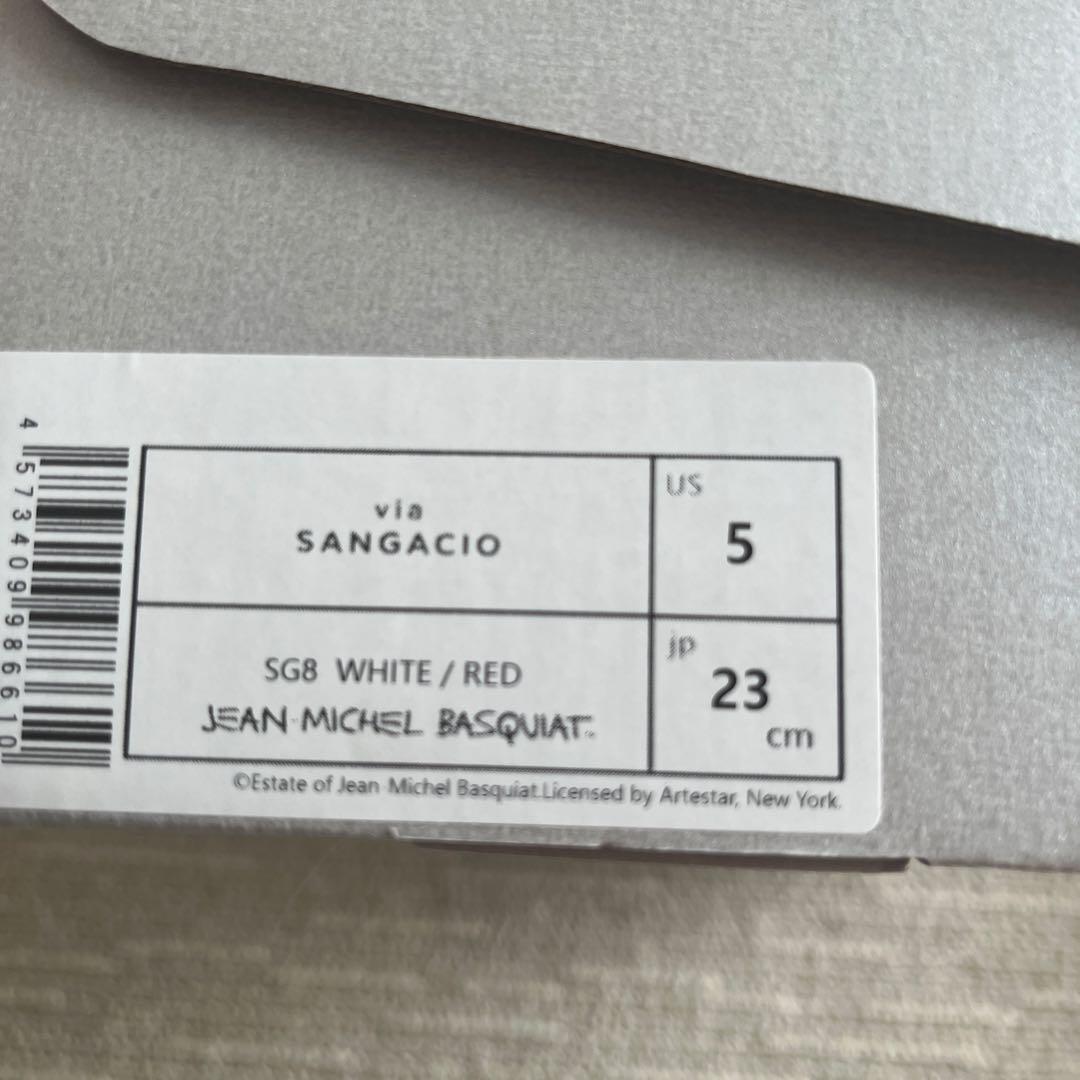 4573409986610
via
SANGACIO
US
5
SG8 WHITE / RED
JEAN-MICHEL BASQUIAT
jp
23
cm
©Estate of Jean Michel Basquiat.Licensed by Artestar, New York.